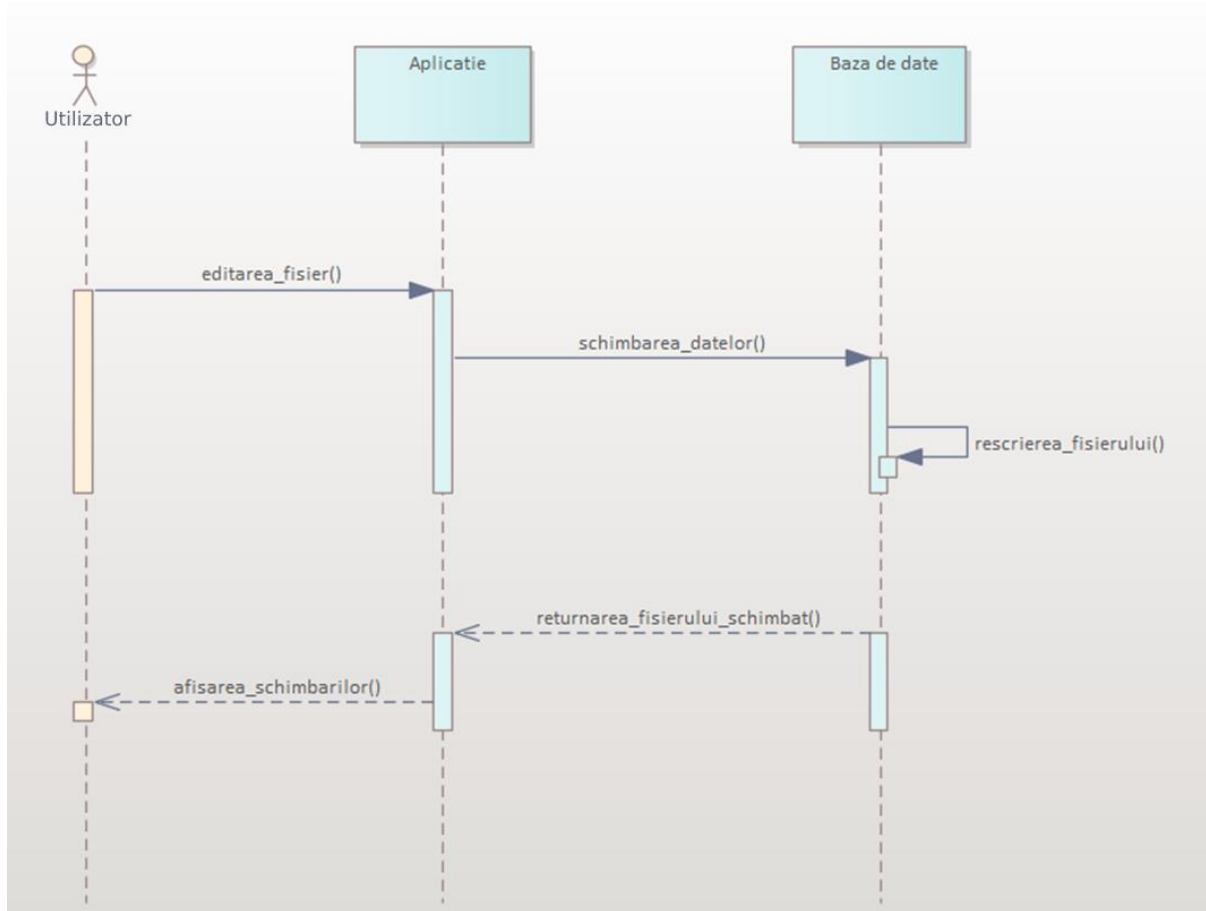 Utilizator
Aplicatie
Baza de date
editarea_fisier()
schimbarea_datelor()
rescrierea_fisierului()
returnarea_fisierului_schimbat()
afisarea_schimbarilor()